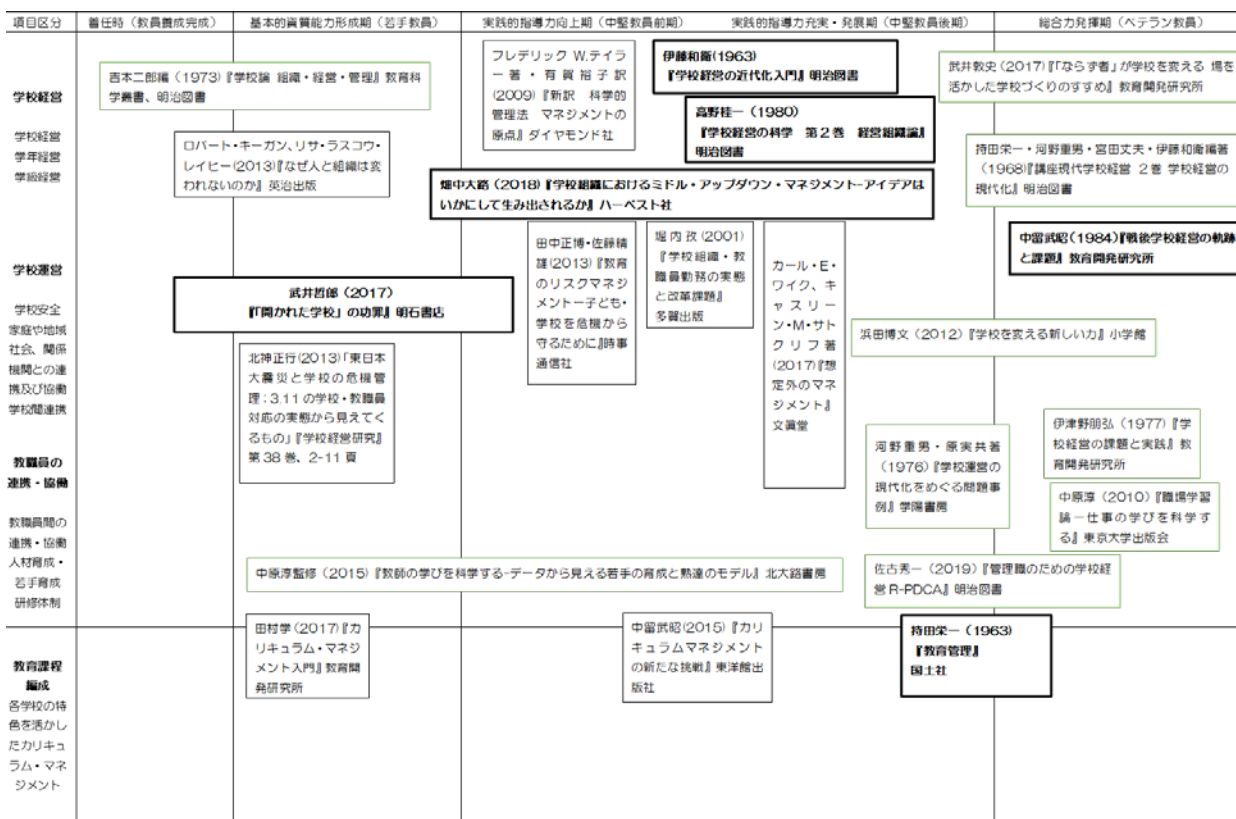 項目区分
着任時（教員養成完成）
基本的資質能力形成期（若手教員）
実践的指導力向上期（中堅教員前期）
実践的指導力充実・発展期（中堅教員後期）
総合力発揮期（ベテラン教員）
学校経営
学校経営
学年経営
学級経営
吉本二郎編（1973）『学校論 組織・経営・管理』教育科
学叢書、明治図書
ロバート・キーガン、リサ・ラスコウ・
レイヒー(2013)『なぜ人と組織は変
われないのか』英治出版
フレデリック W.テイラ
ー著・有賀裕子訳
(2009)『新訳 科学的
管理法 マネジメントの
原点』ダイヤモンド社
伊藤和衛(1963)
『学校経営の近代化入門』明治図書
高野桂一（1980）
『学校経営の科学 第２巻 経営組織論』
明治図書
武井敦史(2017)『「ならず者」が学校を変える 場を
活かした学校づくりのすすめ』教育開発研究所
持田栄一・河野重男・宮田丈夫・伊藤和衛編著
（1968)『講座現代学校経営 ２巻 学校経営の
現代化』明治図書
畑中大路（2018）『学校組織におけるミドル・アップダウン・マネジメント-アイデアは
いかにして生み出されるか』ハーベスト社
中留武昭（1984）『戦後学校経営の軌跡
と課題』教育開発研究所
学校運営
学校安全
家庭や地域
社会、関係
機関との連
携及び協働
学校間連携
武井哲郎（2017）
『「開かれた学校」の功罪』明石書店
北神正行(2013)「東日本
大震災と学校の危機管
理：3.11の学校・教職員
対応の実態から見えてく
るもの」『学校経営研究』
第38巻、2-11頁
田中正博・佐藤晴
雄(2013)『教育
のリスクマネジ
メントー子ども・
学校を危機から
守るために』時事
通信社
堀内孜(2001)
『学校組織・教
職員勤務の実態
と改革課題』
多賀出版
カール・E・
ワイク、キ
ャスリー
ン・M・サト
クリフ著
(2017)『想
定外のマネ
ジメント』
文眞堂
浜田博文（2012）『学校を変える新しい力』小学館
河野重男・原実共著
（1976）『学校運営の
現代化をめぐる問題事
例』学陽書房
伊津野朋弘（1977）『学
校経営の課題と実践』教
育開発研究所
中原淳（2010）『職場学習
論－仕事の学びを科学す
る』東京大学出版会
教職員の
連携・協働
教職員間の
連携・協働
人材育成・
若手育成
研修体制
中原淳監修（2015）『教師の学びを科学する-データから見える若手の育成と熟達のモデル』北大路書房
佐古秀一（2019）『管理職のための学校経
営R-PDCA』明治図書
田村学(2017)『カ
リキュラム・マネジ
メント入門』教育開
発研究所
中留武昭(2015)『カリ
キュラムマネジメント
の新たな挑戦』東洋館出
版社
持田栄一（1963）
『教育管理』
国土社
教育課程
編成
各学校の特
色を活かし
たカリキュ
ラム・マネ
ジメント